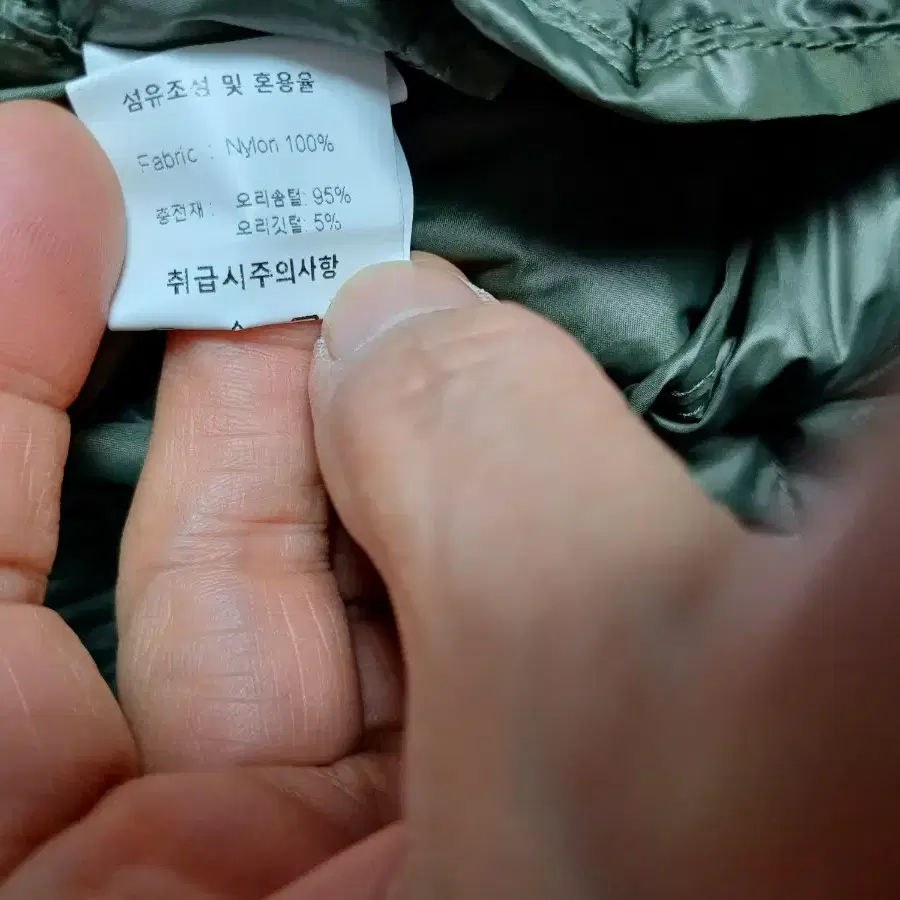 섬유조성 및 혼용율
Fabric : Nylon 100%
충전재 : 오리솜털: 95%
오리깃털: 5%
취급시주의사항